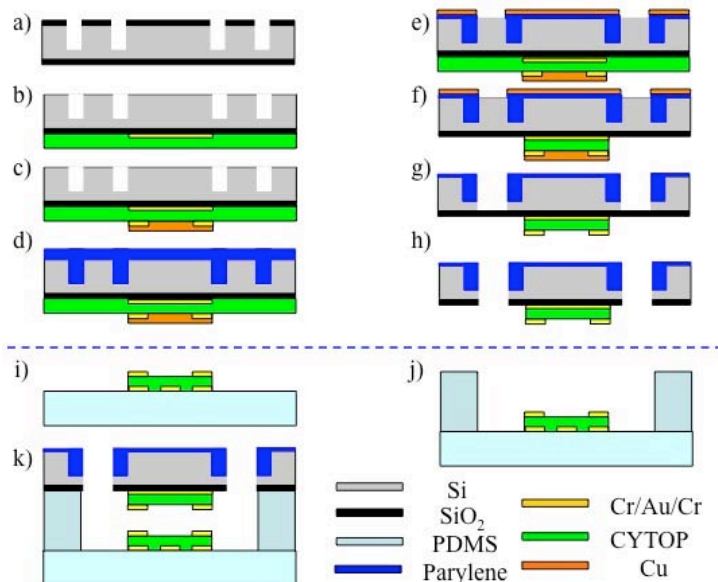 a)
b)
c)
d)
e)
f)
g)
h)
i)
j)
k)
Si
SiO₂
PDMS
Parylene
Cr/Au/Cr
CYTOP
Cu